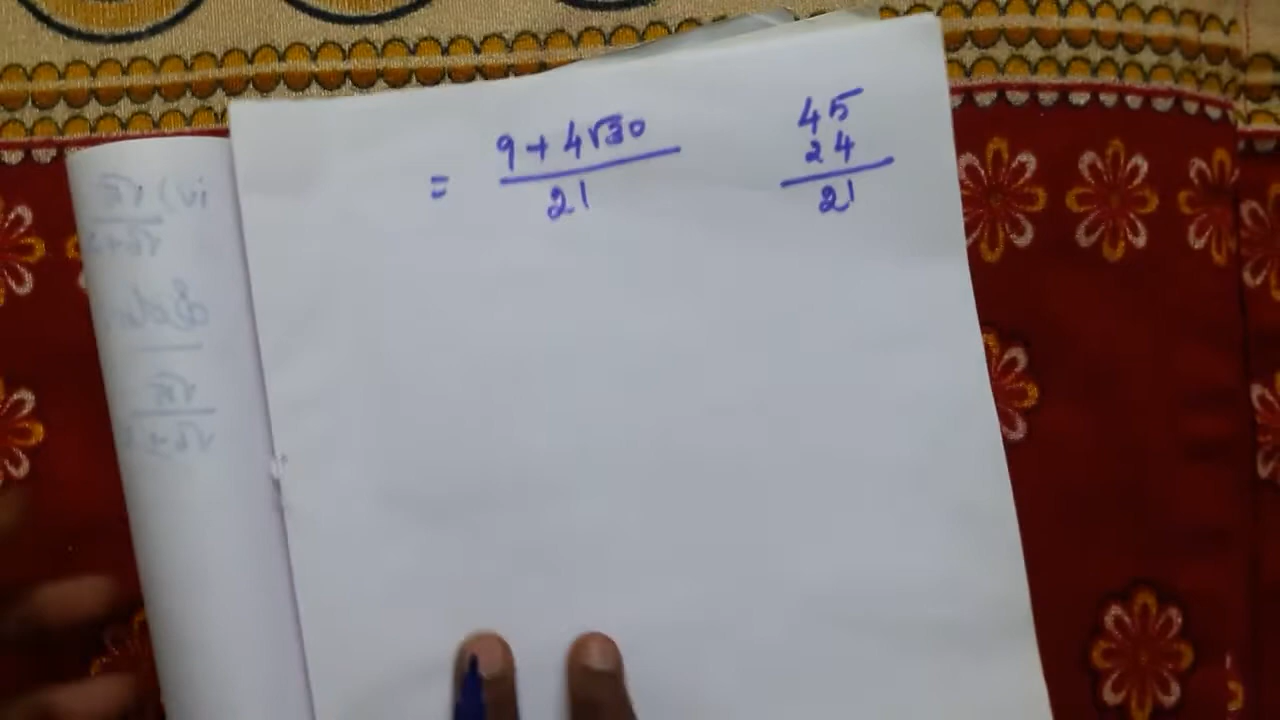 = 9 + 4√30 / 21
45
24
21